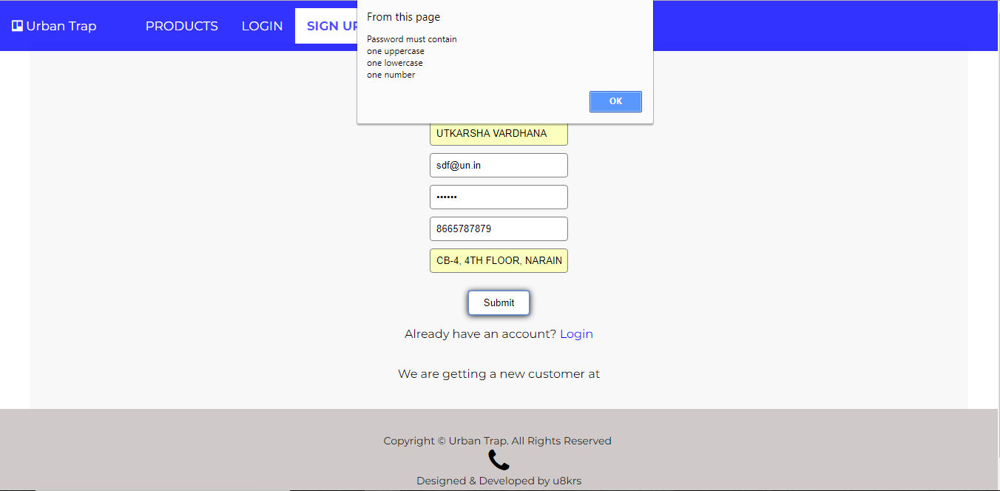 Urban Trap
PRODUCTS
LOGIN
SIGN UP
From this page
Password must contain
one uppercase
one lowercase
one number
OK
UTKARSHA VARDHANA
sdf@un.in
••••••
8665787879
CB-4, 4TH FLOOR, NARAIN
Submit
Already have an account? Login
We are getting a new customer at
Copyright © Urban Trap. All Rights Reserved
Designed & Developed by u8krs